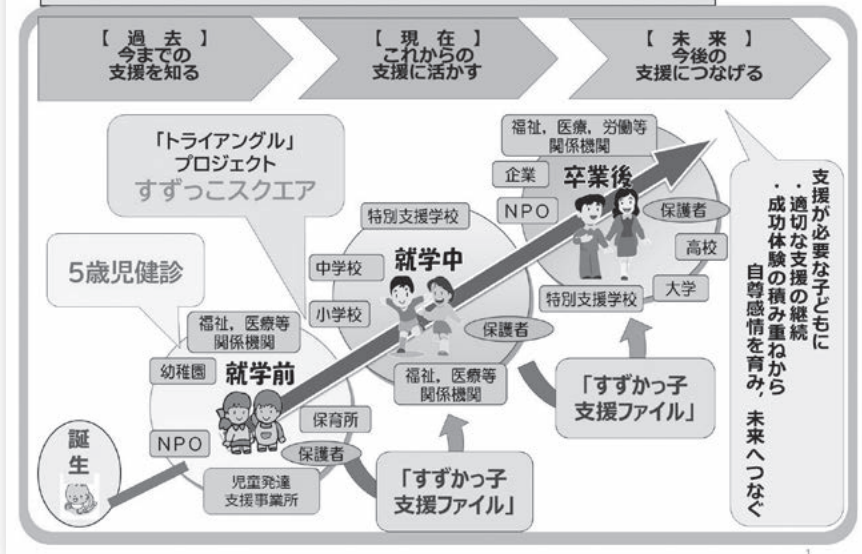 【 過 去 】
今までの
支援を知る
【 現 在 】
これからの
支援に活かす
【 未 来 】
今後の
支援につなげる
「トライアングル」
プロジェクト
すずっこスクエア
5歳児健診
福祉，医療等
関係機関
幼稚園
就学前
NPO
保育所
保護者
児童発達
支援事業所
誕生
特別支援学校
中学校
就学中
小学校
保護者
福祉，医療等
関係機関
「すずかっ子
支援ファイル」
福祉，医療，労働等
関係機関
企業
卒業後
NPO
保護者
高校
大学
特別支援学校
「すずかっ子
支援ファイル」
支援が必要な子どもに
・適切な支援の継続
・成功体験の積み重ねから
自尊感情を育み，未来へつなぐ
1